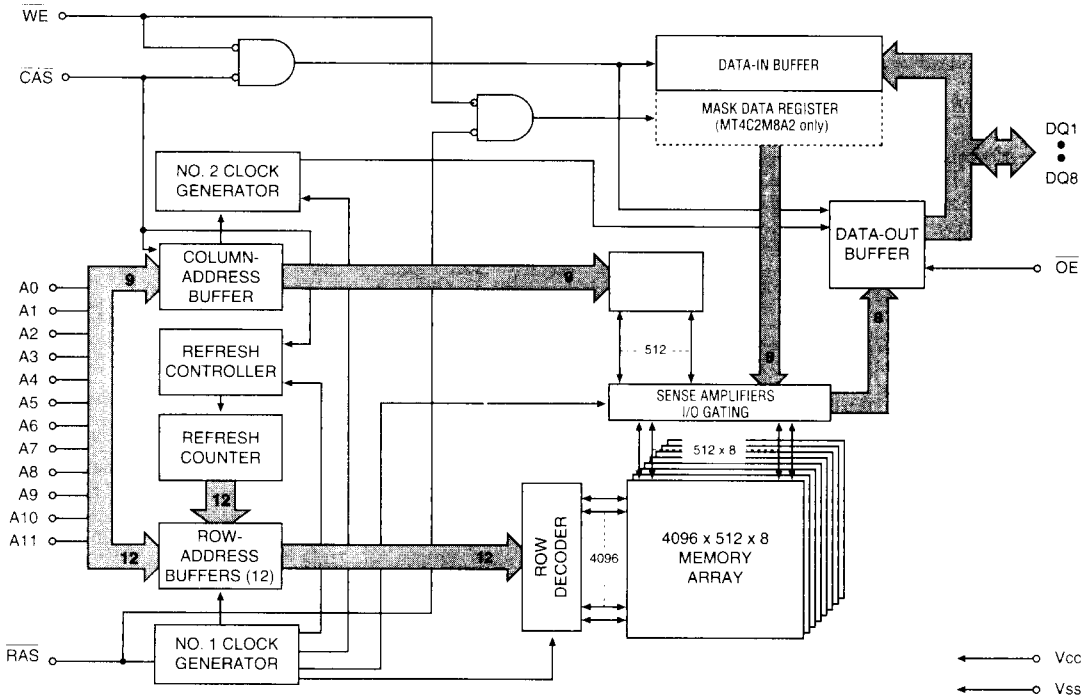 WE
CAS
DATA-IN BUFFER
MASK DATA REGISTER
(MT4C2M8A2 only)
DQ1
DQ8
NO. 2 CLOCK
GENERATOR
DATA-OUT
BUFFER
OE
COLUMN-
ADDRESS
BUFFER
9
9
A0
A1
A2
A3
A4
A5
A6
A7
A8
A9
A10
A11
8
512
9
REFRESH
CONTROLLER
SENSE AMPLIFIERS
I/O GATING
REFRESH
COUNTER
512 x 8
12
ROW
DECODER
4096
4096 x 512 x 8
MEMORY
ARRAY
12
ROW-
ADDRESS
BUFFERS (12)
12
RAS
NO. 1 CLOCK
GENERATOR
Vcc
Vss